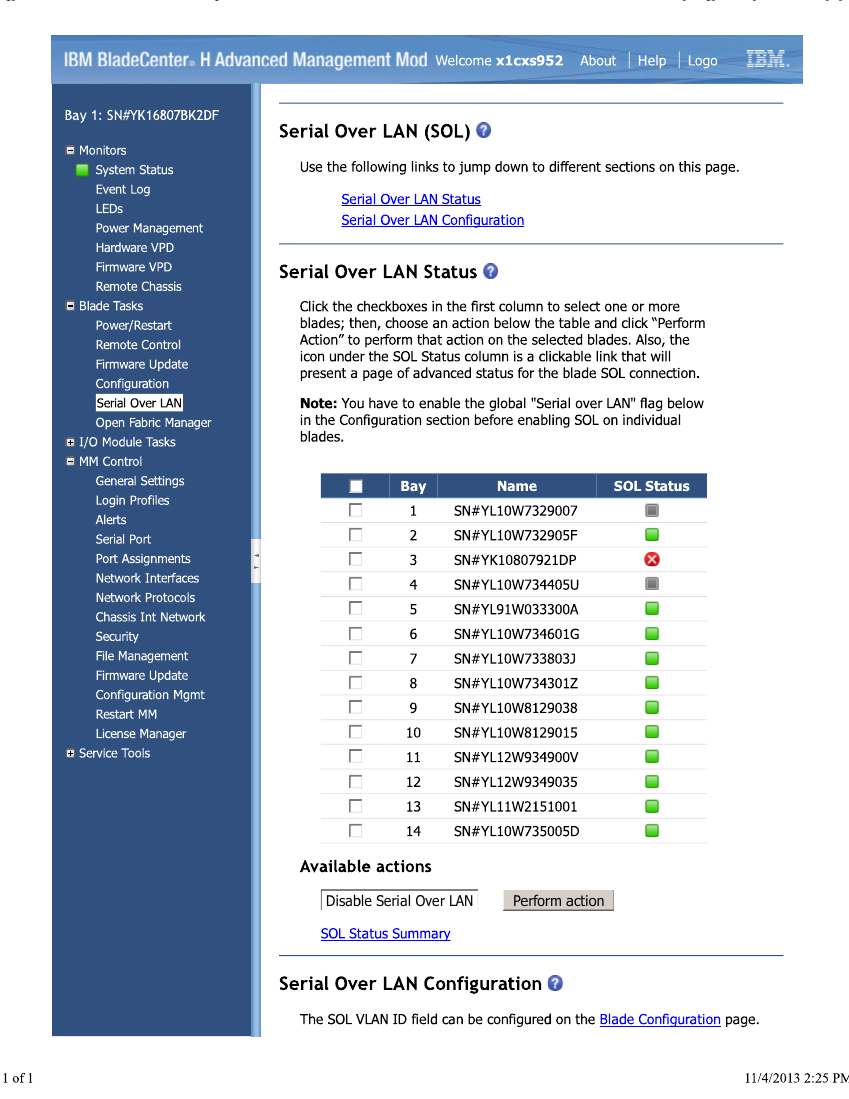 IBM BladeCenter® H Advanced Management Mod Welcome x1cxs952 About | Help | Logo IBM.
Bay 1: SN#YK16807BK2DF
Monitors
System Status
Event Log
LEDs
Power Management
Hardware VPD
Firmware VPD
Remote Chassis
Blade Tasks
Power/Restart
Remote Control
Firmware Update
Configuration
Serial Over LAN
Open Fabric Manager
I/O Module Tasks
MM Control
General Settings
Login Profiles
Alerts
Serial Port
Port Assignments
Network Interfaces
Network Protocols
Chassis Int Network
Security
File Management
Firmware Update
Configuration Mgmt
Restart MM
License Manager
Service Tools
Serial Over LAN (SOL)
Use the following links to jump down to different sections on this page.
Serial Over LAN Status
Serial Over LAN Configuration
Serial Over LAN Status
Click the checkboxes in the first column to select one or more
blades; then, choose an action below the table and click “Perform
Action” to perform that action on the selected blades. Also, the
icon under the SOL Status column is a clickable link that will
present a page of advanced status for the blade SOL connection.
Note: You have to enable the global "Serial over LAN" flag below
in the Configuration section before enabling SOL on individual
blades.
Bay Name SOL Status
1 SN#YL10W7329007
2 SN#YL10W732905F
3 SN#YK10807921DP
4 SN#YL10W734405U
5 SN#YL91W033300A
6 SN#YL10W734601G
7 SN#YL10W733803J
8 SN#YL10W734301Z
9 SN#YL10W8129038
10 SN#YL10W8129015
11 SN#YL12W934900V
12 SN#YL12W9349035
13 SN#YL11W2151001
14 SN#YL10W735005D
Available actions
Disable Serial Over LAN Perform action
SOL Status Summary
Serial Over LAN Configuration
The SOL VLAN ID field can be configured on the Blade Configuration page.
1 of 1 11/4/2013 2:25 PM